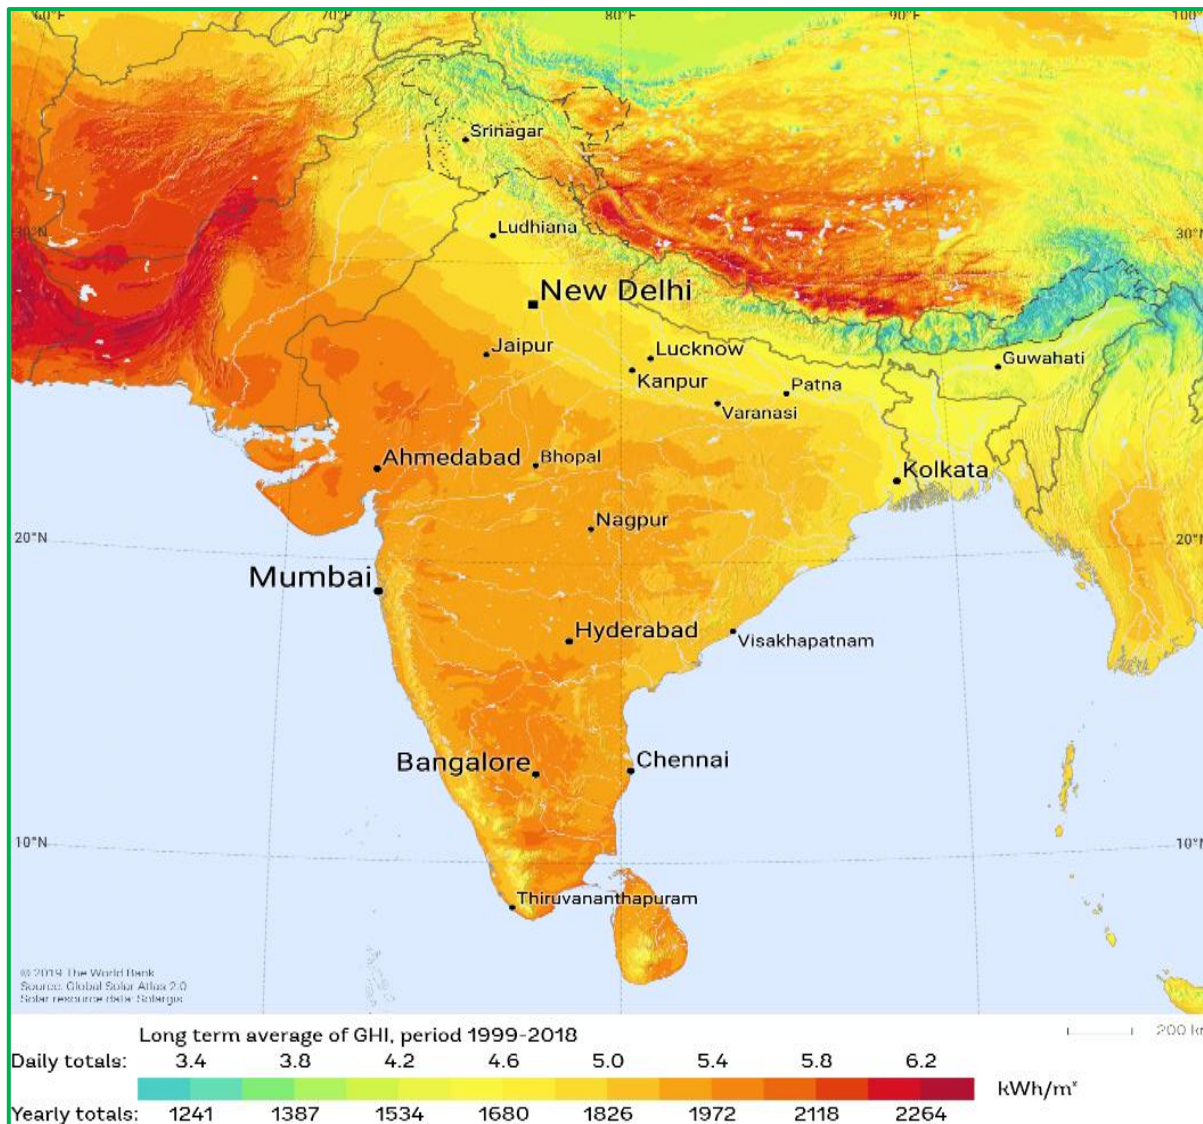 60°E 70°E 80°E 90°E 100°E
Srinagar
30°N Ludhiana 30°N
New Delhi
Jaipur Lucknow Guwahati
Kanpur Patna
Varanasi
Ahmedabad Bhopal Kolkata
Nagpur
20°N 20°N
Mumbai
Hyderabad
Visakhapatnam
Bangalore Chennai
10°N 10°N
Thiruvananthapuram
© 2019 The World Bank
Source: Global Solar Atlas 2.0
Solar resource data: Solargis
Long term average of GHI, period 1999-2018 200 km
Daily totals: 3.4 3.8 4.2 4.6 5.0 5.4 5.8 6.2
kWh/m²
Yearly totals: 1241 1387 1534 1680 1826 1972 2118 2264